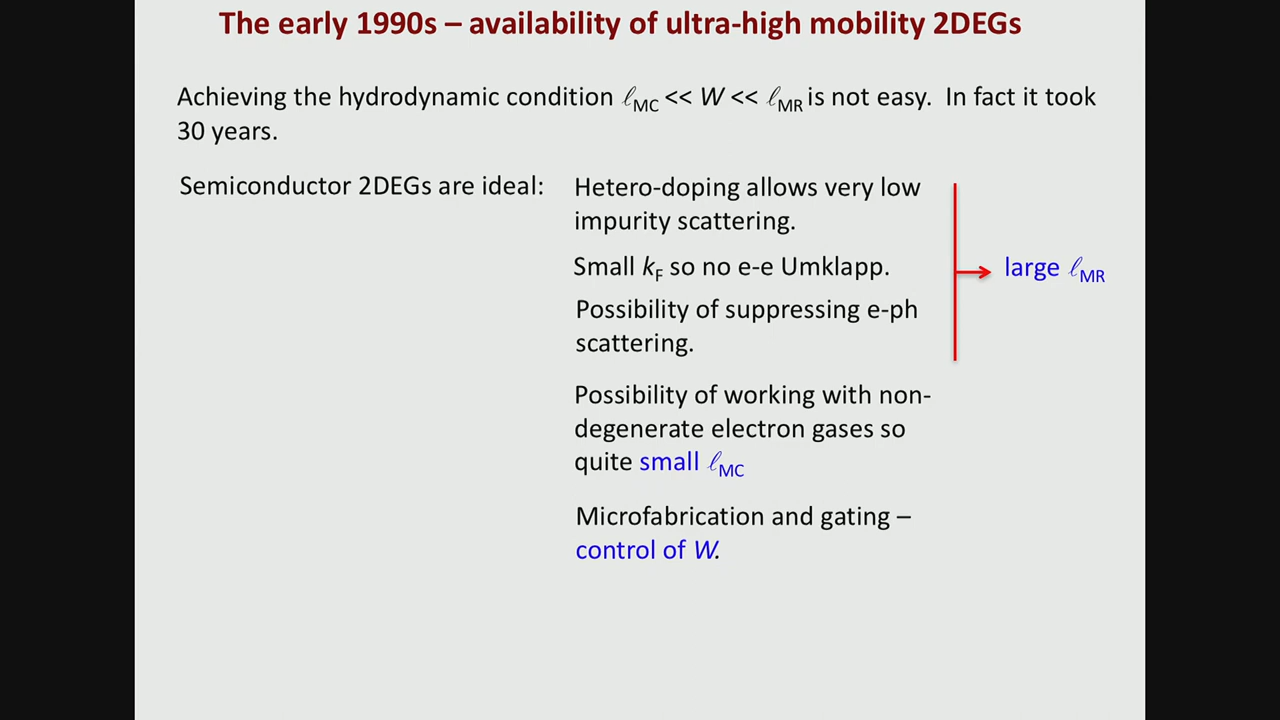 The early 1990s – availability of ultra-high mobility 2DEGs
Achieving the hydrodynamic condition ℓMC << W << ℓMR is not easy. In fact it took
30 years.
Semiconductor 2DEGs are ideal:
Hetero-doping allows very low
impurity scattering.
Small kF so no e-e Umklapp.
Possibility of suppressing e-ph
scattering.
large ℓMR
Possibility of working with non-
degenerate electron gases so
quite small ℓMC
Microfabrication and gating –
control of W.